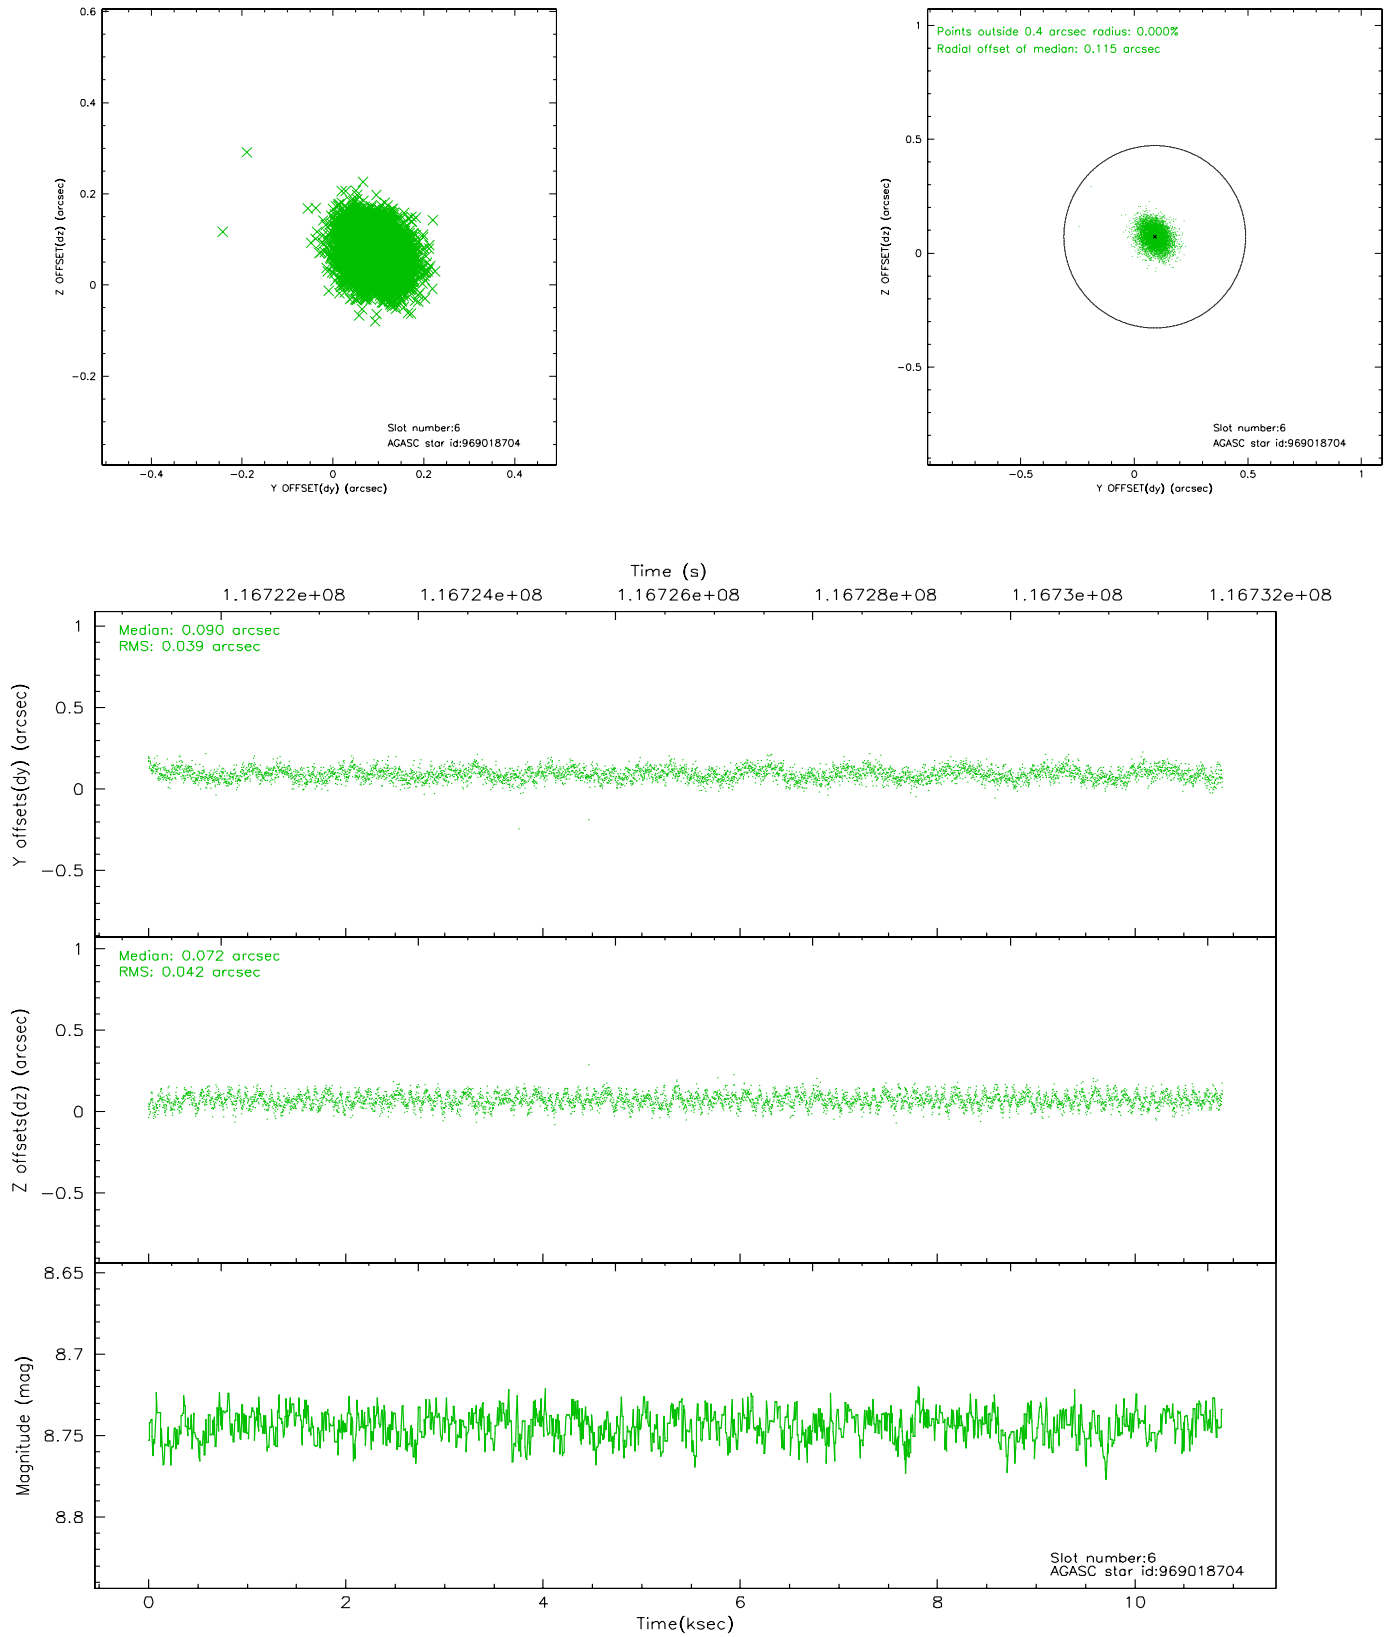 0.6
0.4
0.2
0
-0.2
Z OFFSET(dz) (arcsec)
Slot number:6
AGASC star id:969018704
-0.4 -0.2 0 0.2 0.4
Y OFFSET(dy) (arcsec)
Points outside 0.4 arcsec radius: 0.000%
Radial offset of median: 0.115 arcsec
1
0.5
0
-0.5
Z OFFSET(dz) (arcsec)
Slot number:6
AGASC star id:969018704
-0.5 0 0.5 1
Y OFFSET(dy) (arcsec)
Time (s)
1.16722e+08 1.16724e+08 1.16726e+08 1.16728e+08 1.1673e+08 1.16732e+08
Median: 0.090 arcsec
RMS: 0.039 arcsec
1
0.5
0
-0.5
Y offsets(dy) (arcsec)
Median: 0.072 arcsec
RMS: 0.042 arcsec
1
0.5
0
-0.5
Z offsets(dz) (arcsec)
8.65
8.7
8.75
8.8
Magnitude (mag)
Slot number:6
AGASC star id:969018704
0 2 4 6 8 10
Time(ksec)